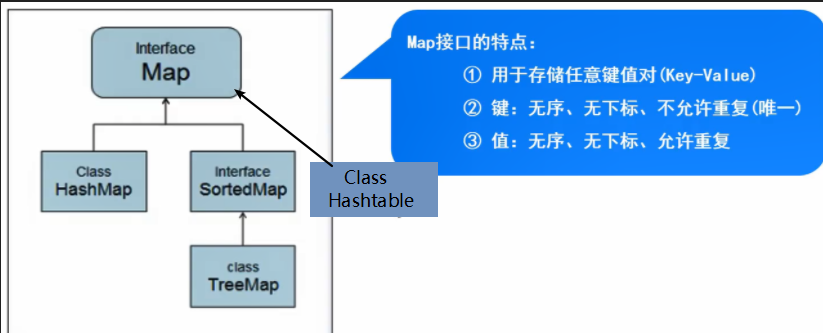 Interface
Map
Class
HashMap
Interface
SortedMap
class
TreeMap
Class
Hashtable
Map接口的特点：
① 用于存储任意键值对(Key-Value)
② 键：无序、无下标、不允许重复(唯一)
③ 值：无序、无下标、允许重复